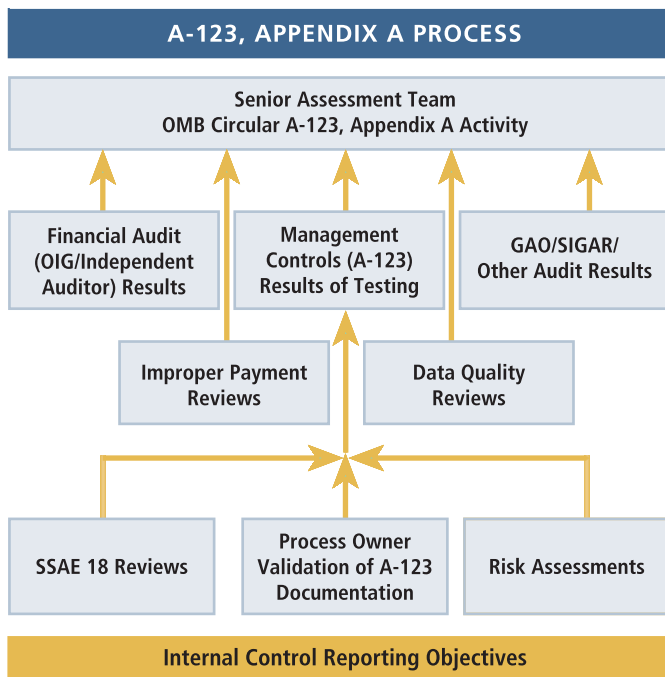 A-123, APPENDIX A PROCESS
Senior Assessment Team
OMB Circular A-123, Appendix A Activity
Financial Audit
(OIG/Independent
Auditor) Results
Management
Controls (A-123)
Results of Testing
GAO/SIGAR/
Other Audit Results
Improper Payment
Reviews
Data Quality
Reviews
SSAE 18 Reviews
Process Owner
Validation of A-123
Documentation
Risk Assessments
Internal Control Reporting Objectives